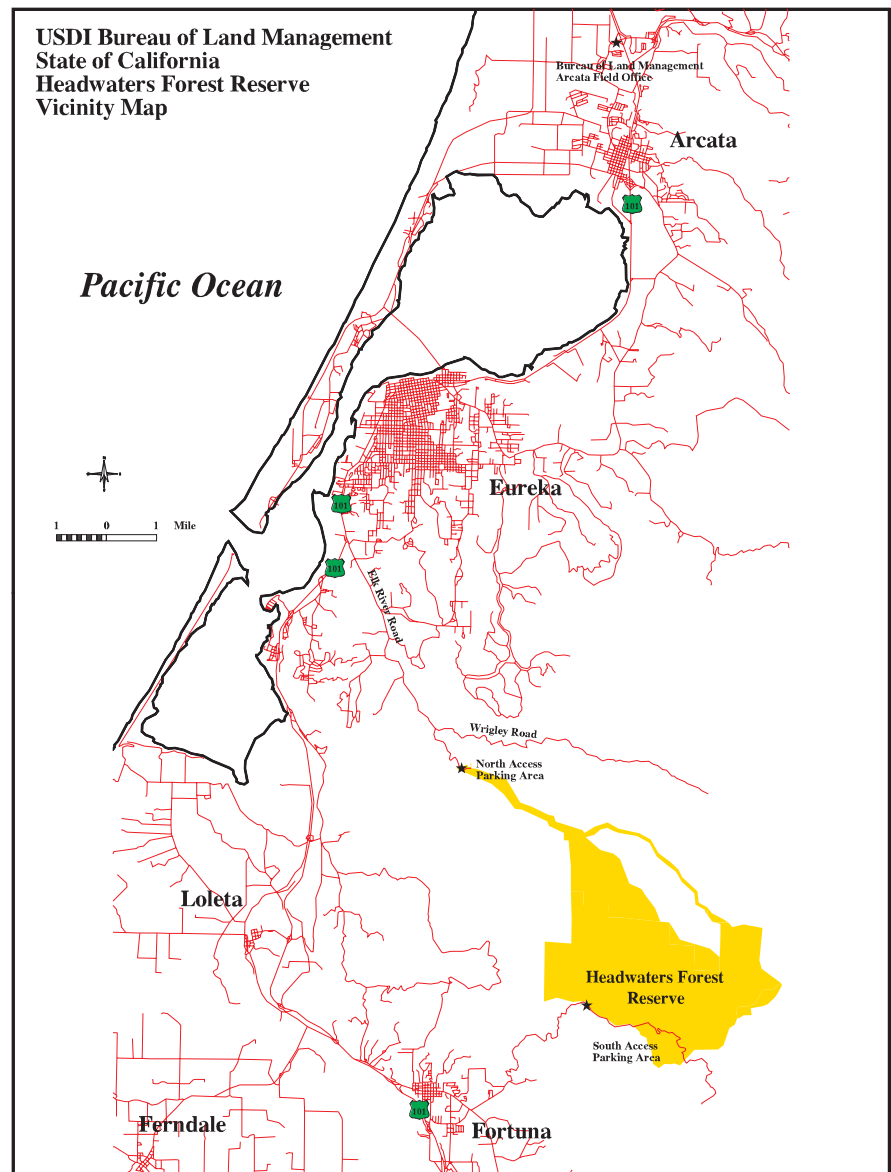 USDI Bureau of Land Management
State of California
Headwaters Forest Reserve
Vicinity Map
Bureau of Land Management
Arcata Field Office
Arcata
101
Pacific Ocean
Eureka
101
1 0 1 Mile
101
Elk River Road
Wrigley Road
North Access
Parking Area
Loleta
Headwaters Forest
Reserve
South Access
Parking Area
101
Ferndale
Fortuna